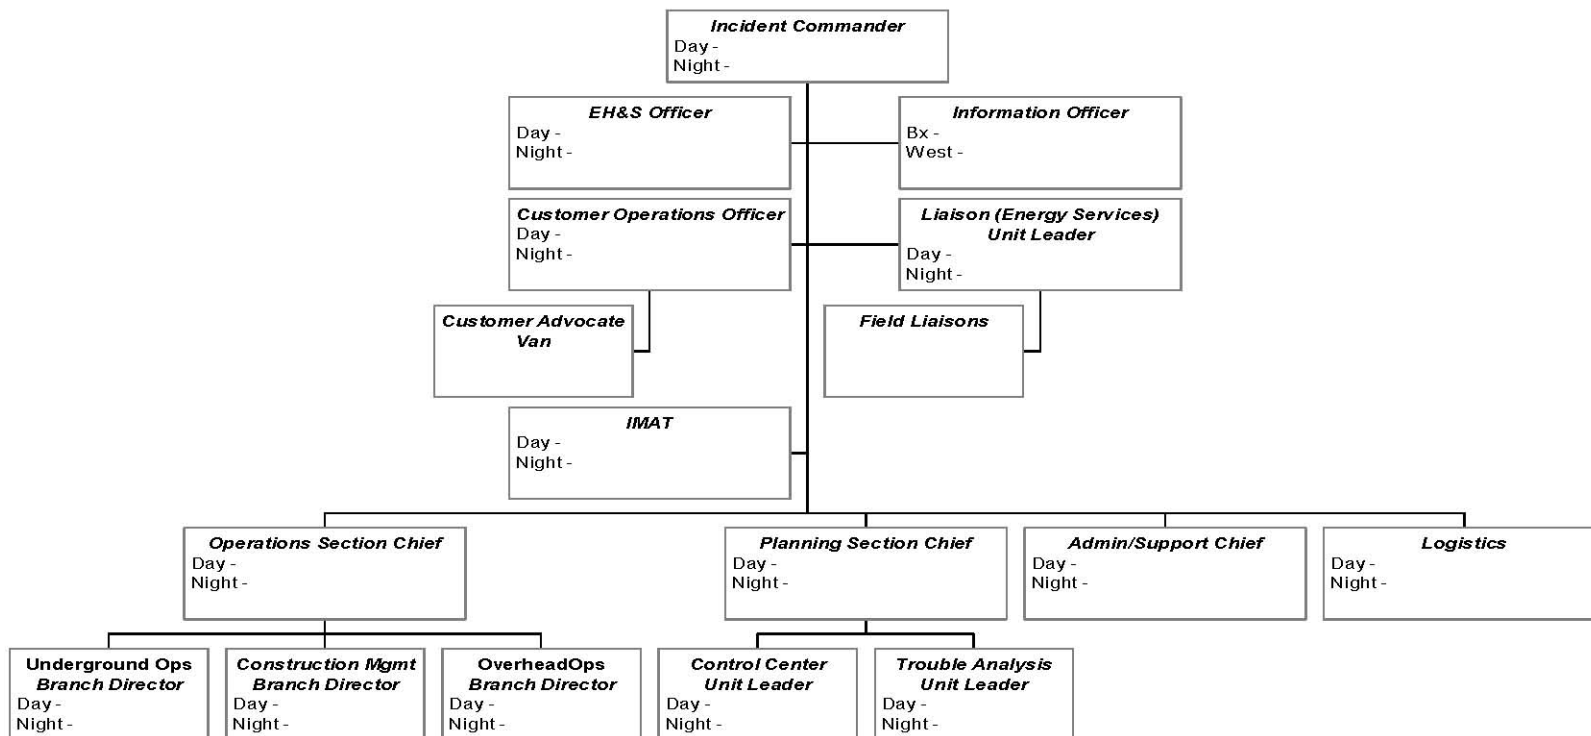 Incident Commander
Day -
Night -
EH&S Officer
Day -
Night -
Information Officer
Bx -
West -
Customer Operations Officer
Day -
Night -
Liaison (Energy Services)
Unit Leader
Day -
Night -
Customer Advocate
Van
Field Liaisons
IMAT
Day -
Night -
Operations Section Chief
Day -
Night -
Planning Section Chief
Day -
Night -
Admin/Support Chief
Day -
Night -
Logistics
Day -
Night -
Underground Ops
Branch Director
Day -
Night -
Construction Mgmt
Branch Director
Day -
Night -
OverheadOps
Branch Director
Day -
Night -
Control Center
Unit Leader
Day -
Night -
Trouble Analysis
Unit Leader
Day -
Night -